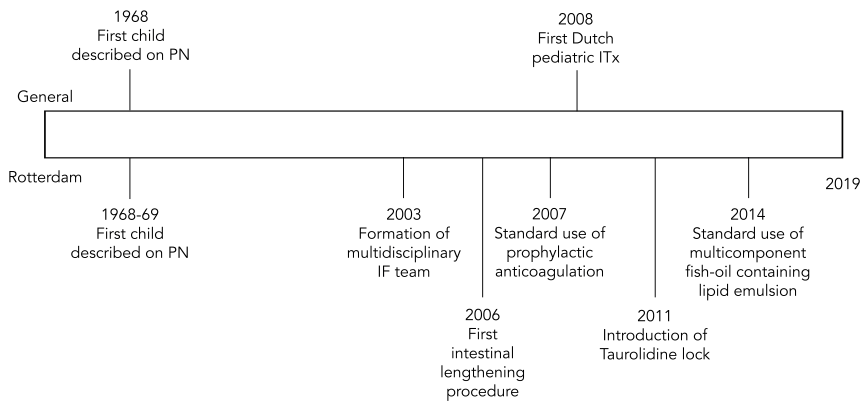 1968
First child
described on PN
2008
First Dutch
pediatric ITx
General
Rotterdam
2019
1968-69
First child
described on PN
2003
Formation of
multidisciplinary
IF team
2006
First
intestinal
lengthening
procedure
2007
Standard use of
prophylactic
anticoagulation
2011
Introduction of
Taurolidine lock
2014
Standard use of
multicomponent
fish-oil containing
lipid emulsion